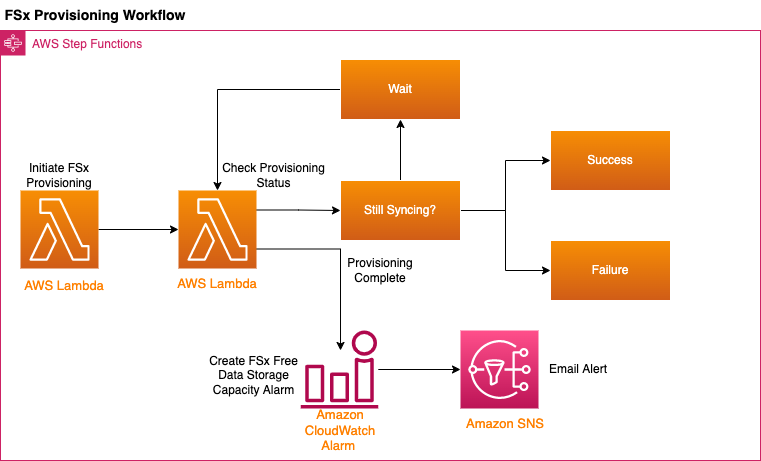 FSx Provisioning Workflow
AWS Step Functions
Wait
Initiate FSx
Provisioning
Check Provisioning
Status
Success
Still Syncing?
Failure
AWS Lambda
AWS Lambda
Provisioning
Complete
Create FSx Free
Data Storage
Capacity Alarm
Email Alert
Amazon
CloudWatch
Alarm
Amazon SNS